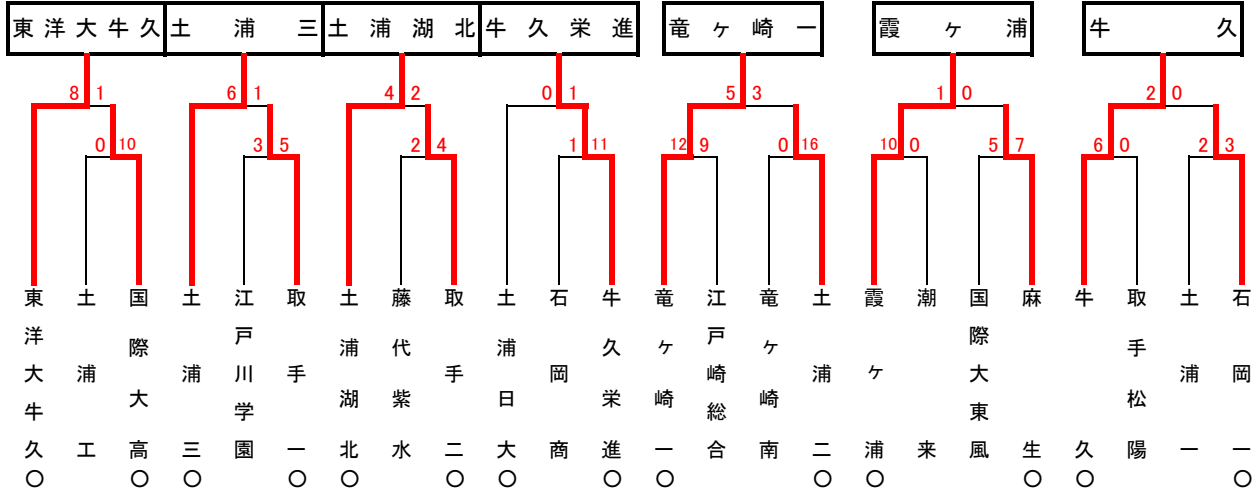 東洋大牛久 土浦三 土浦湖北 牛久栄進 竜ヶ崎一 霞ヶ浦 牛久
8 1 6 1 4 2 0 1 5 3 1 0 2 0
0 10 3 5 2 4 1 11 12 9 0 16 10 0 5 7 6 0 2 3
東洋大牛久
土浦工
国際大高
土浦三
江戸川学園
取手一
土浦湖北
藤代紫水
取手二
土浦日大
石岡商
牛久栄進
竜ヶ崎一
江戸崎総合
竜ヶ崎南
土浦二
霞ヶ浦
潮来
国際大東風
麻生
牛久
取手松陽
土浦一
石岡一
○ ○ ○ ○ ○ ○ ○ ○ ○ ○ ○ ○ ○ ○